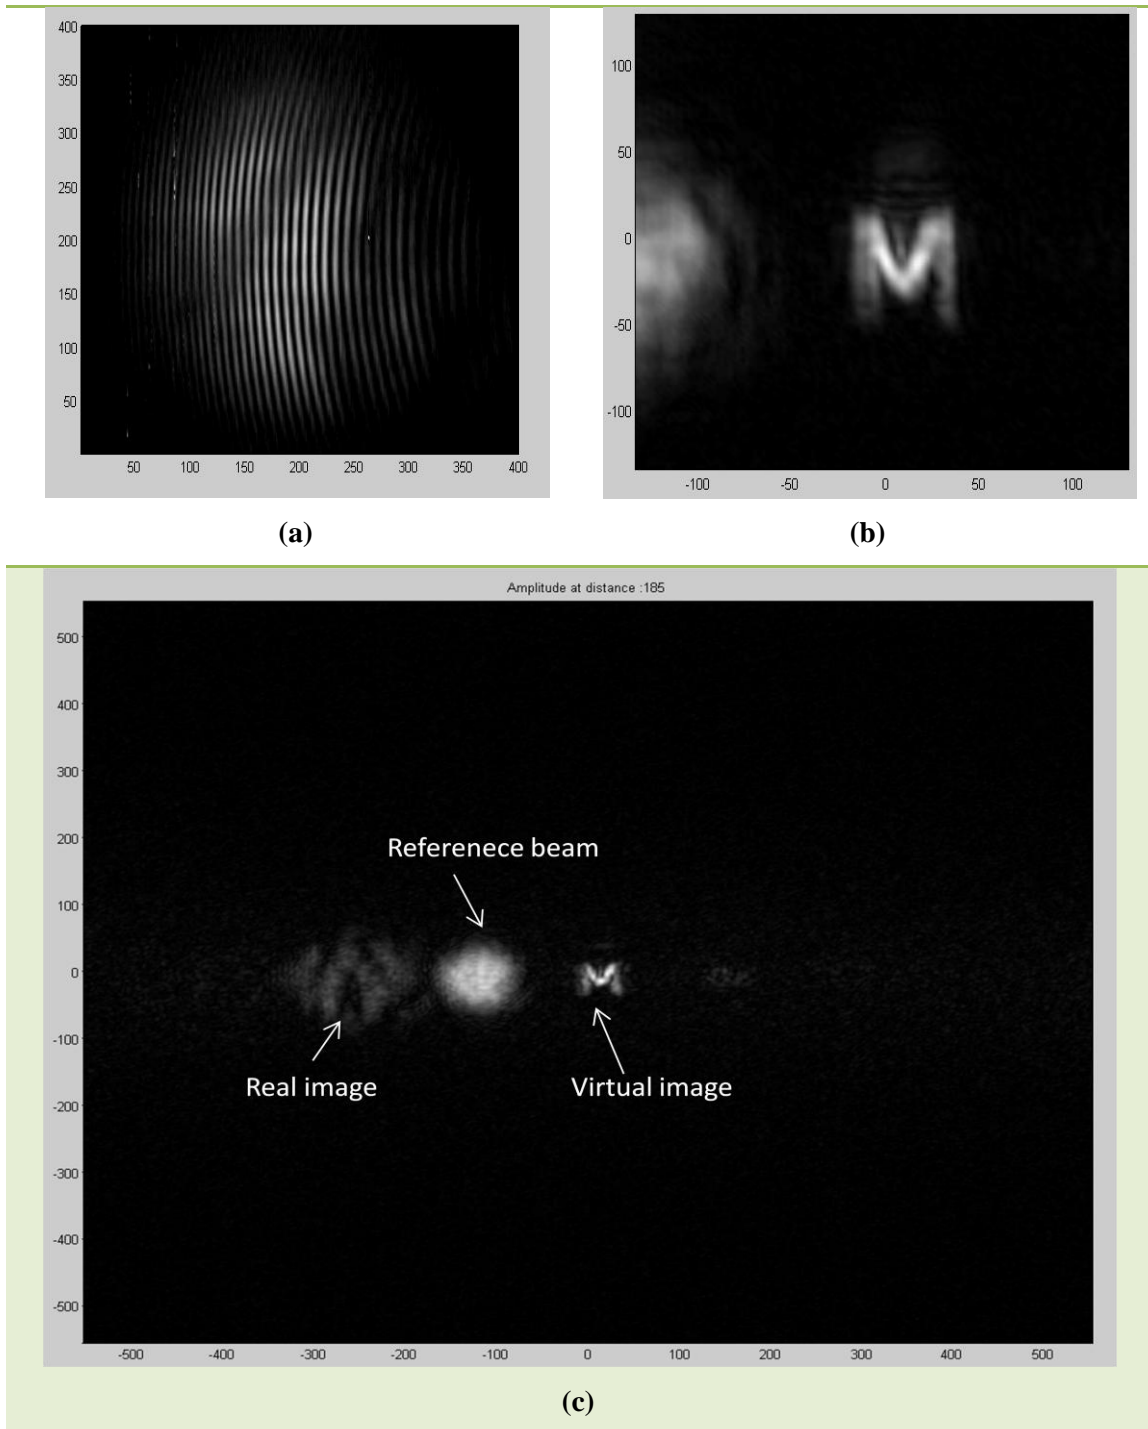 400
350
300
250
200
150
100
50
50 100 150 200 250 300 350 400
(a)
100
50
0
-50
-100
-100 -50 0 50 100
M
(b)
Amplitude at distance :185
500
400
300
200
100
0
-100
-200
-300
-400
-500
Referenece beam
M
Real image
Virtual image
-500 -400 -300 -200 -100 0 100 200 300 400 500
(c)